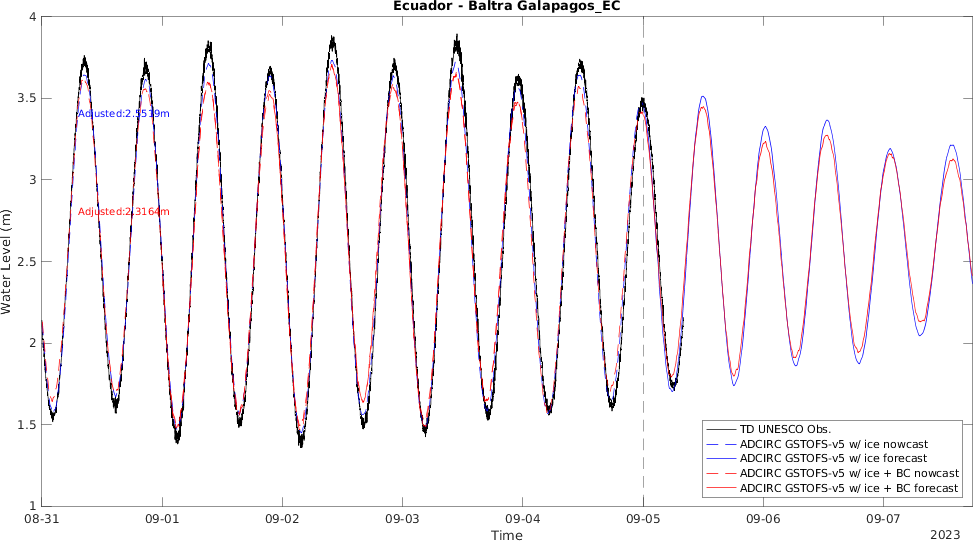 Ecuador - Baltra Galapagos_EC
4
3.5
3
2.5
2
1.5
1
Water Level (m)
Adjusted:2.5519m
Adjusted:2.3164m
TD UNESCO Obs.
ADCIRC GSTOFS-v5 w/ ice nowcast
ADCIRC GSTOFS-v5 w/ ice forecast
ADCIRC GSTOFS-v5 w/ ice + BC nowcast
ADCIRC GSTOFS-v5 w/ ice + BC forecast
08-31 09-01 09-02 09-03 09-04 09-05 09-06 09-07
Time
2023